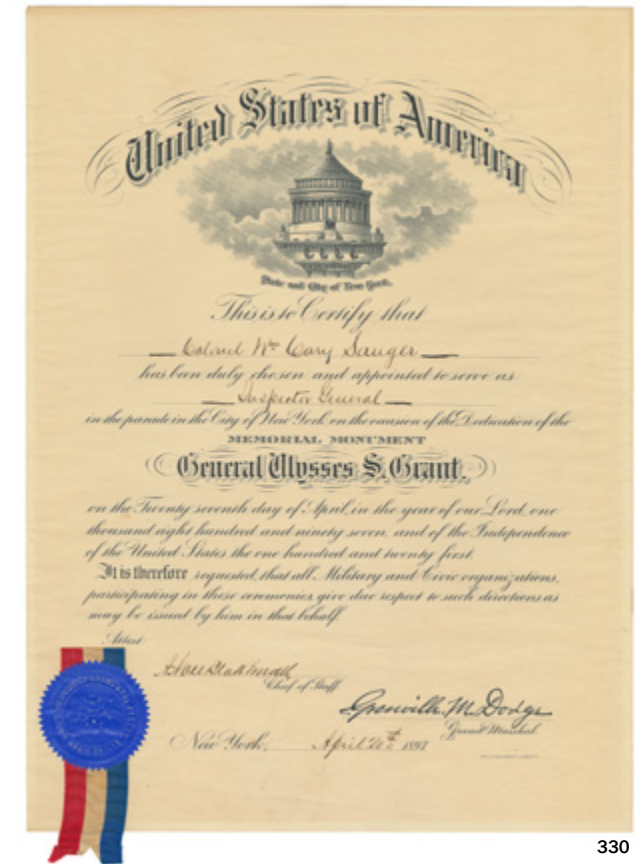 United States of America
State and City of New York.
This is to Certify that
Colonel Wm Cary Sanger
has been duly chosen and appointed to serve as
Inspector General
in the parade in the City of New York on the occasion of the Dedication of the
MEMORIAL MONUMENT
General Ulysses S. Grant.
on the Twenty seventh day of April, in the year of our Lord, one
thousand eight hundred and ninety seven, and of the Independence
of the United States the one hundred and twenty first.
It is therefore requested, that all Military and Civic organizations,
participating in these ceremonies give due respect to such directions as
may be issued by him in that behalf.
Attest
Chief of Staff
Grenville M. Dodge
Grand Marshal
New York, April 1897
330